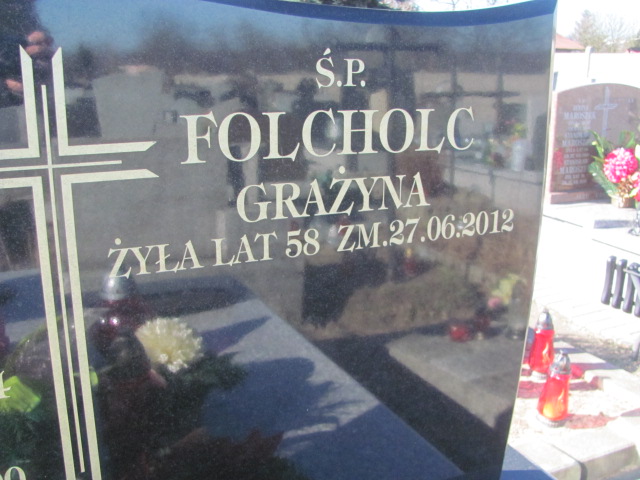 Ś.P.
FOLCHOLC
GRAŻYNA
ŻYŁA LAT 58 ZM.27.06.2012